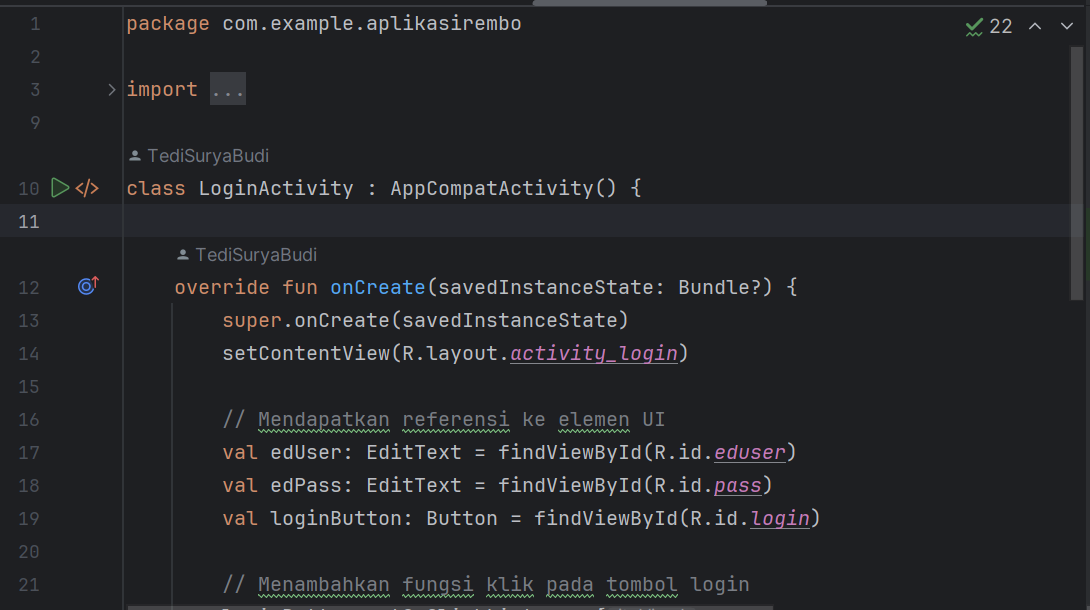 22
1 package com.example.aplikasirembo
2
3 import ...
9
TediSuryaBudi
10 class LoginActivity : AppCompatActivity() {
11
TediSuryaBudi
12 override fun onCreate(savedInstanceState: Bundle?) {
13 super.onCreate(savedInstanceState)
14 setContentView(R.layout.activity_login)
15
16 // Mendapatkan referensi ke elemen UI
17 val edUser: EditText = findViewById(R.id.eduser)
18 val edPass: EditText = findViewById(R.id.pass)
19 val loginButton: Button = findViewById(R.id.login)
20
21 // Menambahkan fungsi klik pada tombol login